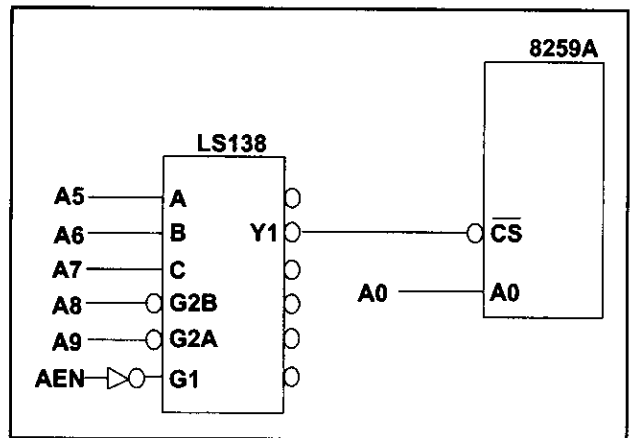 8259A
LS138
A5 A
A6 B Y1 CS
A7 C
A8 G2B A0 A0
A9 G2A
AEN G1